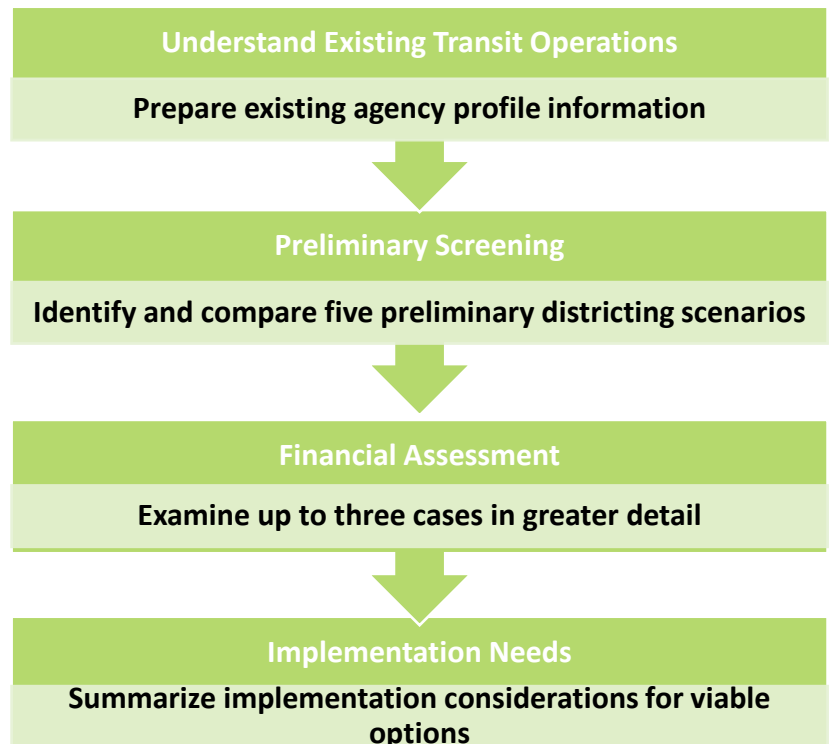 Understand Existing Transit Operations
Prepare existing agency profile information
Preliminary Screening
Identify and compare five preliminary districting scenarios
Financial Assessment
Examine up to three cases in greater detail
Implementation Needs
Summarize implementation considerations for viable
options